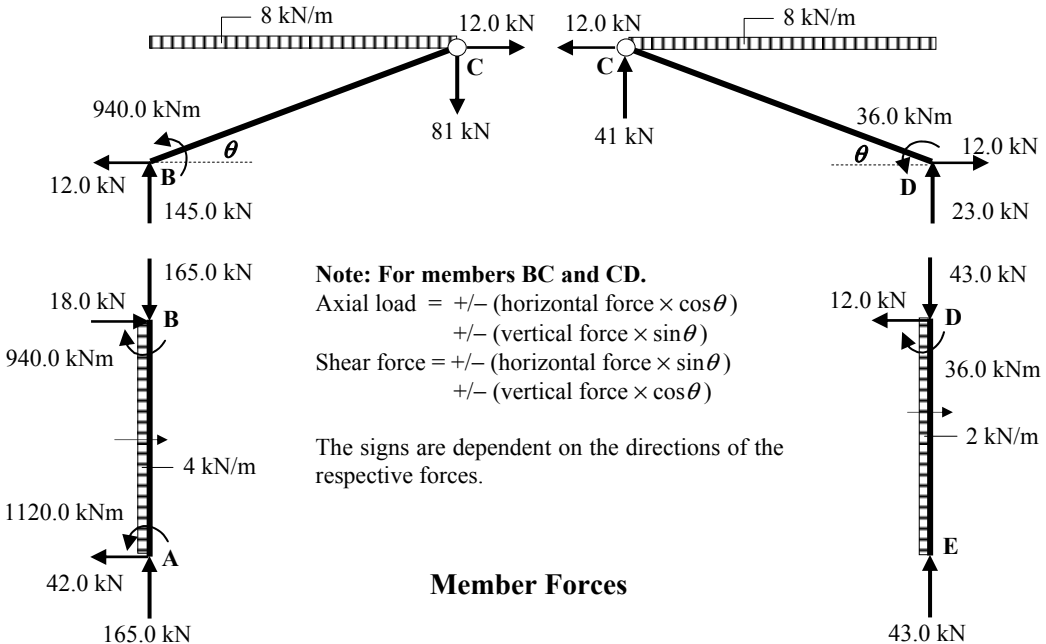 8 kN/m
8 kN/m
12.0 kN
12.0 kN
C
C
940.0 kNm
81 kN
41 kN
36.0 kNm
θ
θ
12.0 kN
12.0 kN
B
D
145.0 kN
23.0 kN
165.0 kN
43.0 kN
Note: For members BC and CD.
Axial load = +/– (horizontal force × cosθ)
+/– (vertical force × sinθ)
Shear force = +/– (horizontal force × sinθ)
+/– (vertical force × cosθ)
The signs are dependent on the directions of the
respective forces.
18.0 kN
B
940.0 kNm
4 kN/m
1120.0 kNm
A
42.0 kN
165.0 kN
12.0 kN
D
36.0 kNm
2 kN/m
E
43.0 kN
Member Forces